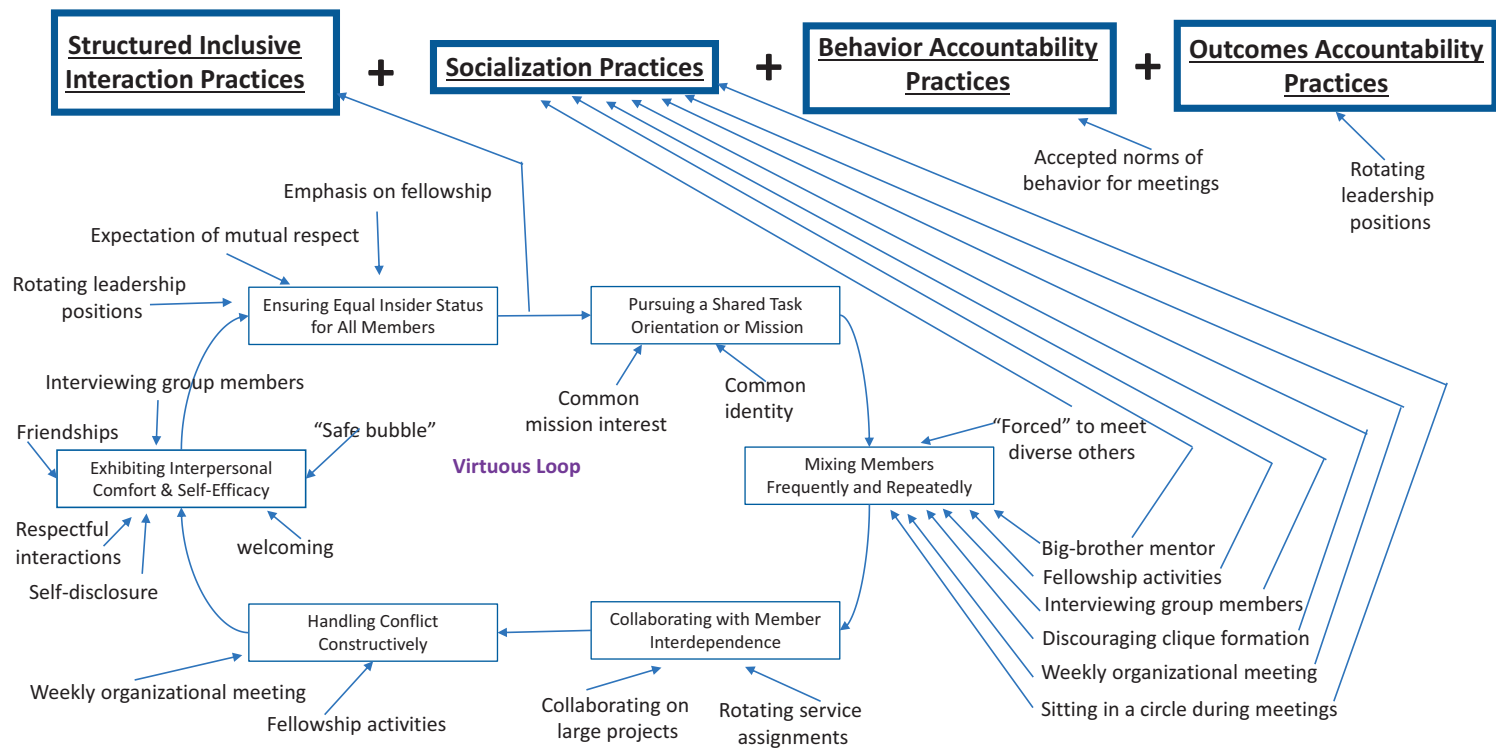 Structured Inclusive
Interaction Practices
+
Socialization Practices
+
Behavior Accountability
Practices
+
Outcomes Accountability
Practices
Accepted norms of
behavior for meetings
Rotating
leadership
positions
Emphasis on fellowship
Expectation of mutual respect
Rotating leadership
positions
Ensuring Equal Insider Status
for All Members
Pursuing a Shared Task
Orientation or Mission
Common
mission interest
Common
identity
Interviewing group members
Friendships
"Safe bubble"
Exhibiting Interpersonal
Comfort & Self-Efficacy
Respectful
interactions
Self-disclosure
welcoming
Virtuous Loop
“Forced” to meet
diverse others
Mixing Members
Frequently and Repeatedly
Big-brother mentor
Fellowship activities
Interviewing group members
Discouraging clique formation
Weekly organizational meeting
Sitting in a circle during meetings
Handling Conflict
Constructively
Collaborating with Member
Interdependence
Weekly organizational meeting
Fellowship activities
Collaborating on
large projects
Rotating service
assignments